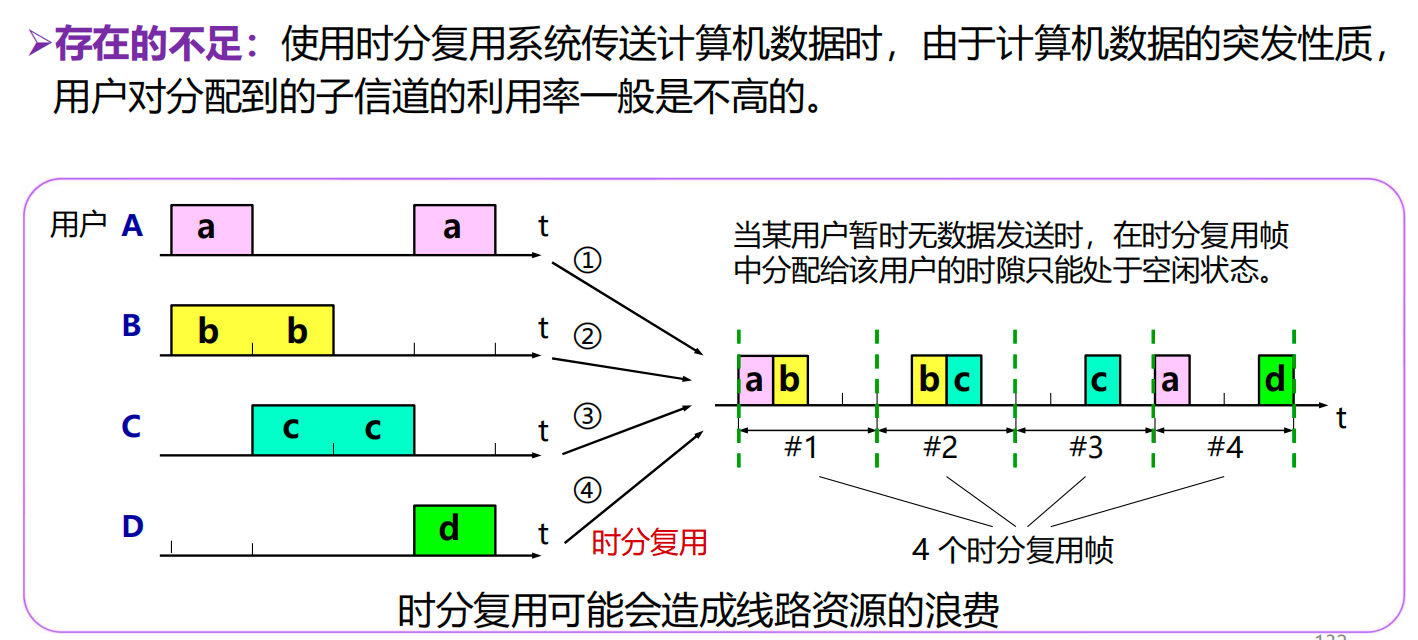 ➢存在的不足：使用时分复用系统传送计算机数据时，由于计算机数据的突发性质，
用户对分配到的子信道的利用率一般是不高的。
用户 A a a t
①
当某用户暂时无数据发送时，在时分复用帧
中分配给该用户的时隙只能处于空闲状态。
B b b t
②
a b b c c a d t
C c c t
③
#1 #2 #3 #4
④
D d t
时分复用
4 个时分复用帧
时分复用可能会造成线路资源的浪费